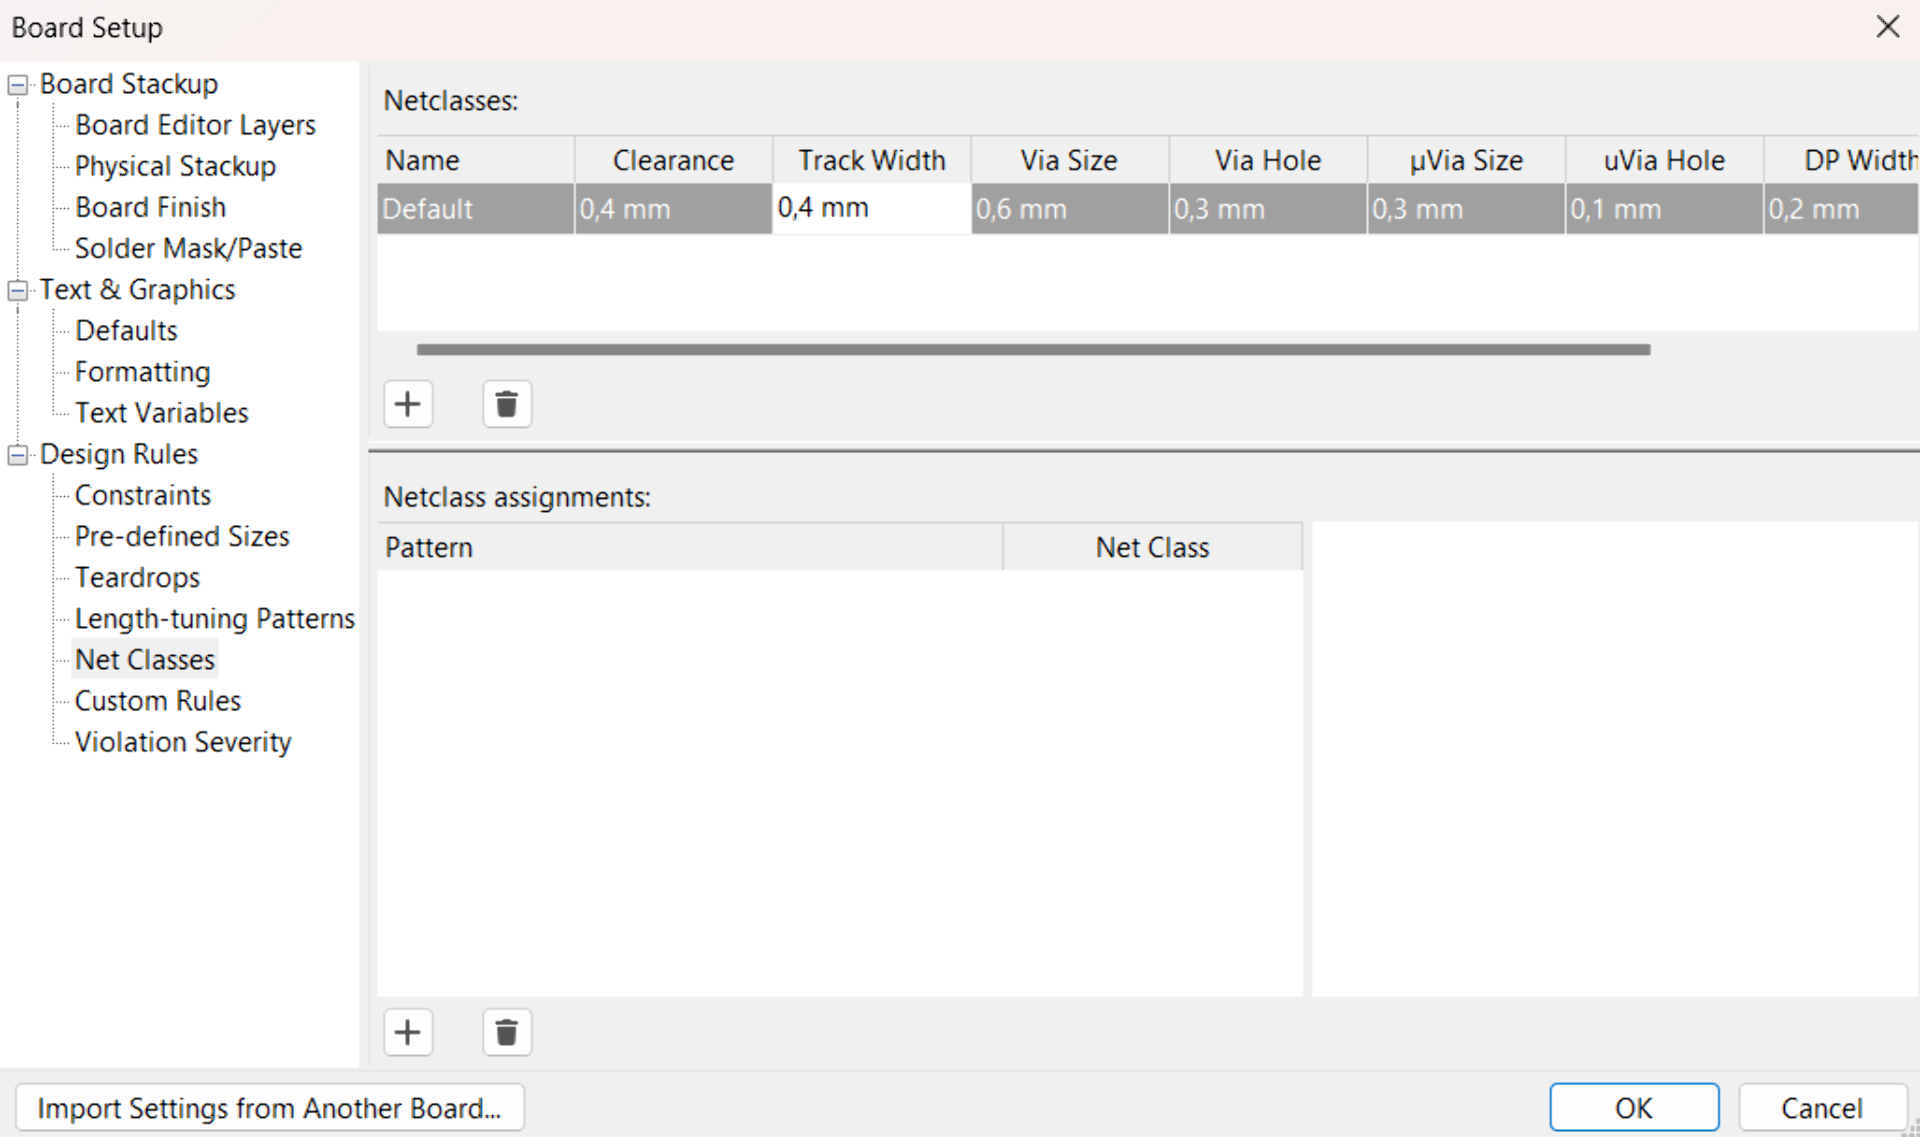 Board Setup
Board Stackup
Board Editor Layers
Physical Stackup
Board Finish
Solder Mask/Paste
Text & Graphics
Defaults
Formatting
Text Variables
Design Rules
Constraints
Pre-defined Sizes
Teardrops
Length-tuning Patterns
Net Classes
Custom Rules
Violation Severity
Netclasses:
Name Clearance Track Width Via Size Via Hole µVia Size uVia Hole DP Width
Default 0,4 mm 0,4 mm 0,6 mm 0,3 mm 0,3 mm 0,1 mm 0,2 mm
Netclass assignments:
Pattern Net Class
Import Settings from Another Board... OK Cancel